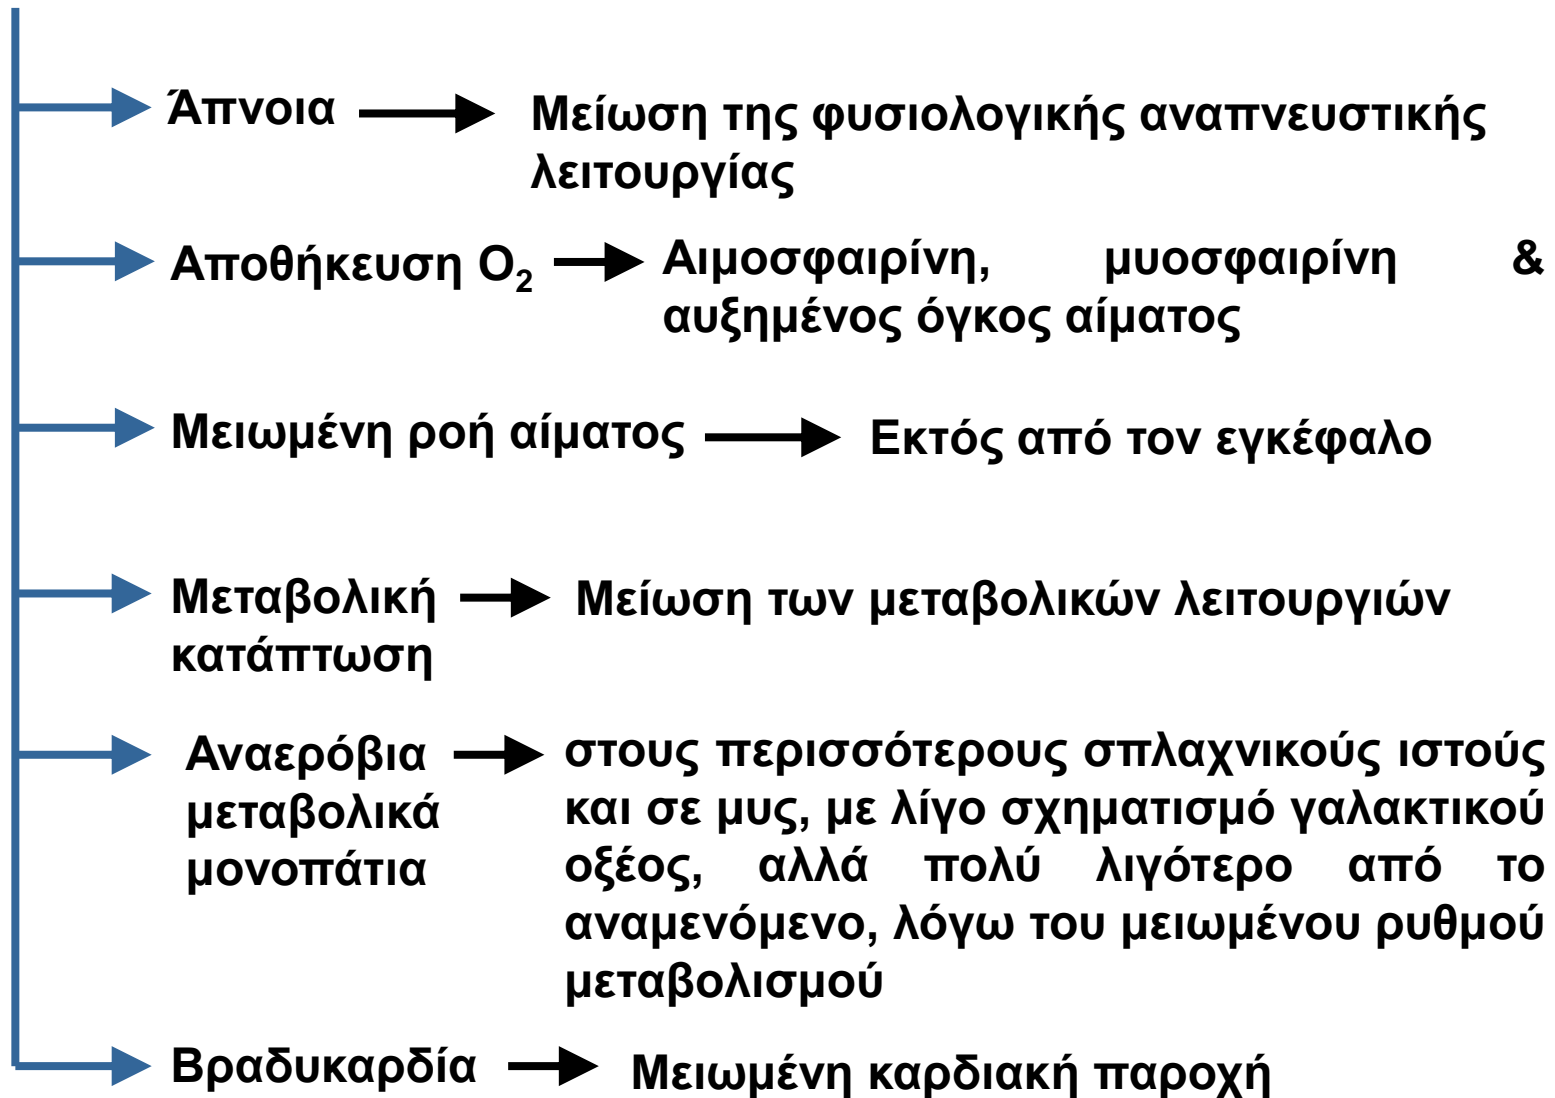 Άπνοια
Μείωση της φυσιολογικής αναπνευστικής
λειτουργίας
Αποθήκευση Ο₂
Αιμοσφαιρίνη, μυοσφαιρίνη &
αυξημένος όγκος αίματος
Μειωμένη ροή αίματος
Εκτός από τον εγκέφαλο
Μεταβολική
κατάπτωση
Μείωση των μεταβολικών λειτουργιών
Αναερόβια
μεταβολικά
μονοπάτια
στους περισσότερους σπλαχνικούς ιστούς
και σε μυς, με λίγο σχηματισμό γαλακτικού
οξέος, αλλά πολύ λιγότερο από το
αναμενόμενο, λόγω του μειωμένου ρυθμού
μεταβολισμού
Βραδυκαρδία
Μειωμένη καρδιακή παροχή